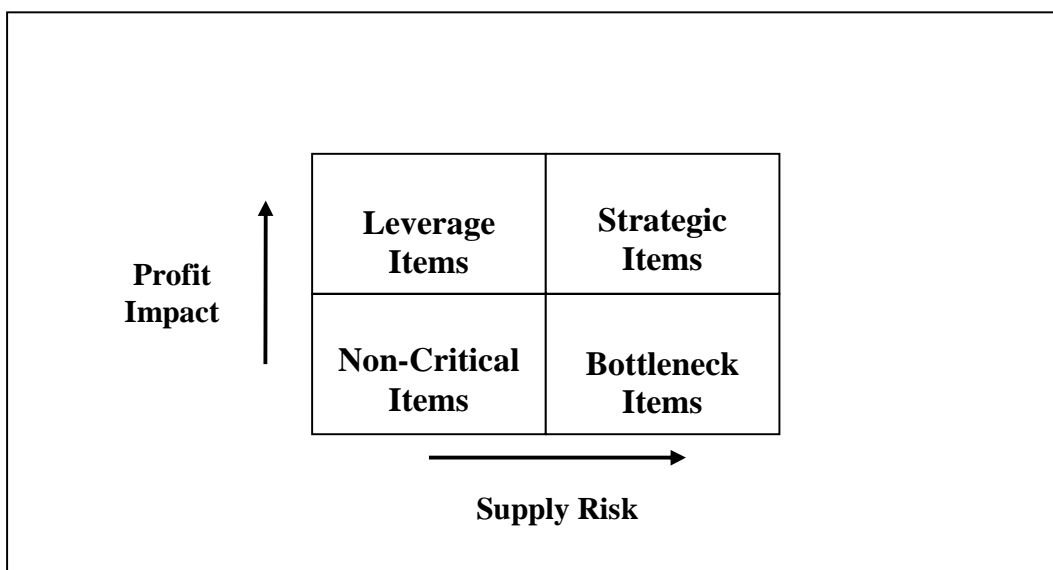 Leverage
Items
Strategic
Items
Profit
Impact
Non-Critical
Items
Bottleneck
Items
Supply Risk